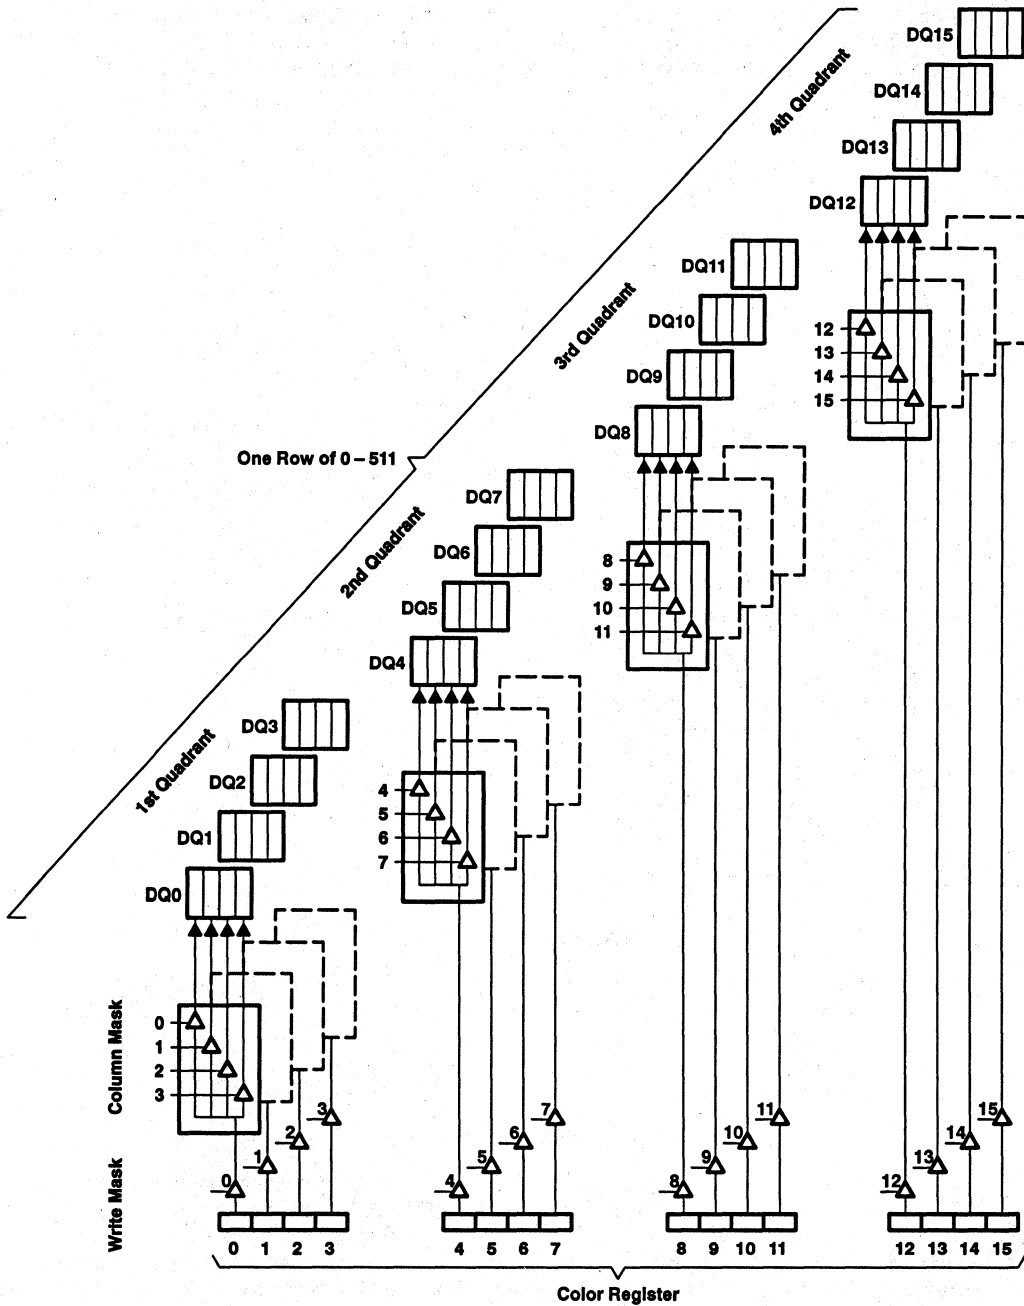 DQ15
DQ14
4th Quadrant
DQ13
DQ12
DQ11
DQ10
3rd Quadrant
12
13
14
15
DQ9
DQ8
One Row of 0 – 511
DQ7
2nd Quadrant
DQ6
8
9
10
11
DQ5
DQ4
DQ3
1st Quadrant
DQ2
4
5
6
7
DQ1
DQ0
Column Mask
0
1
2
3
3 7 11 15
2 6 10 14
1 5 9 13
0 4 8 12
Write Mask
0 1 2 3 4 5 6 7 8 9 10 11 12 13 14 15
Color Register